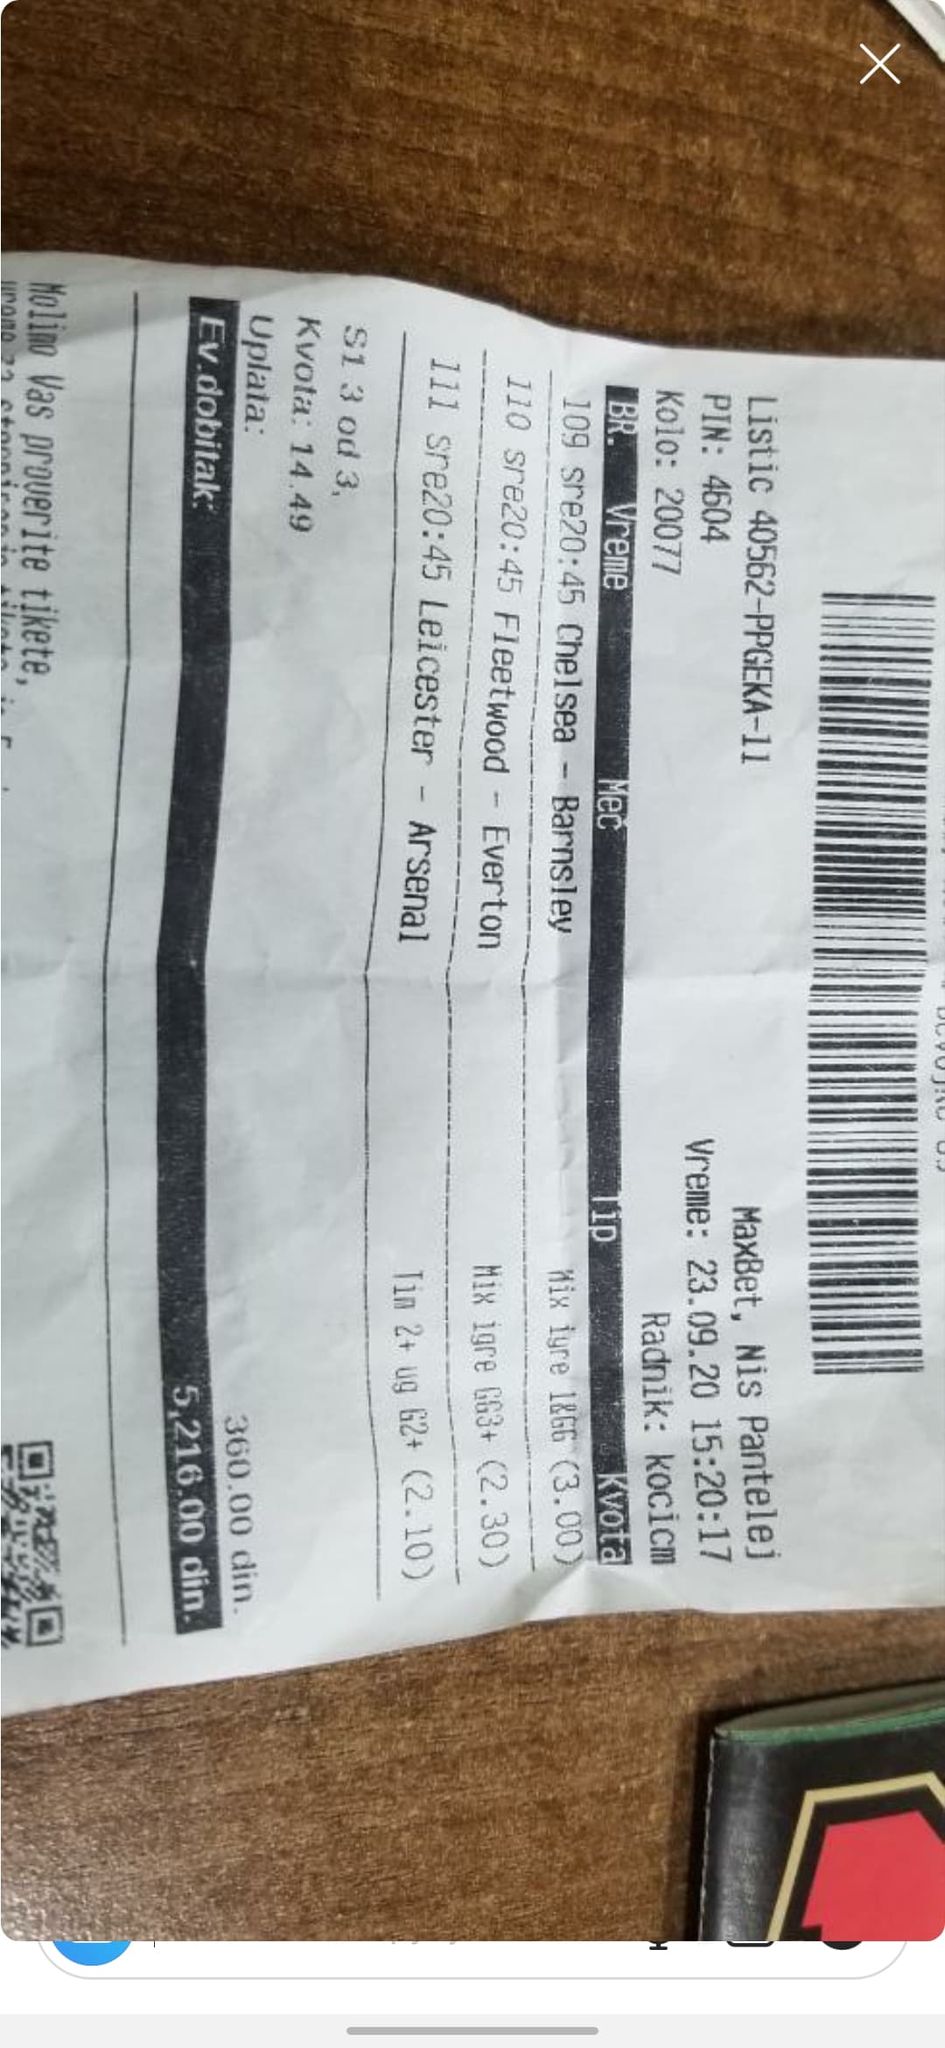 Listic 40562-PPGEKA-11
PIN: 4604
Kolo: 20077
MaxBet, Nis Pantelej
Vreme: 23.09.20 15:20:17
Radnik: kocicm
BR. Vreme Meč Tip Kvota
109 sre20:45 Chelsea - Barnsley Mix igre 1&GG (3.00)
110 sre20:45 Fleetwood - Everton Mix igre GG3+ (2.30)
111 sre20:45 Leicester - Arsenal Tim 2+ ug G2+ (2.10)
S1 3 od 3,
Kvota: 14.49
Uplata: 360.00 din.
Ev.dobitak: 5,216.00 din.
Molimo Vas proverite tikete,